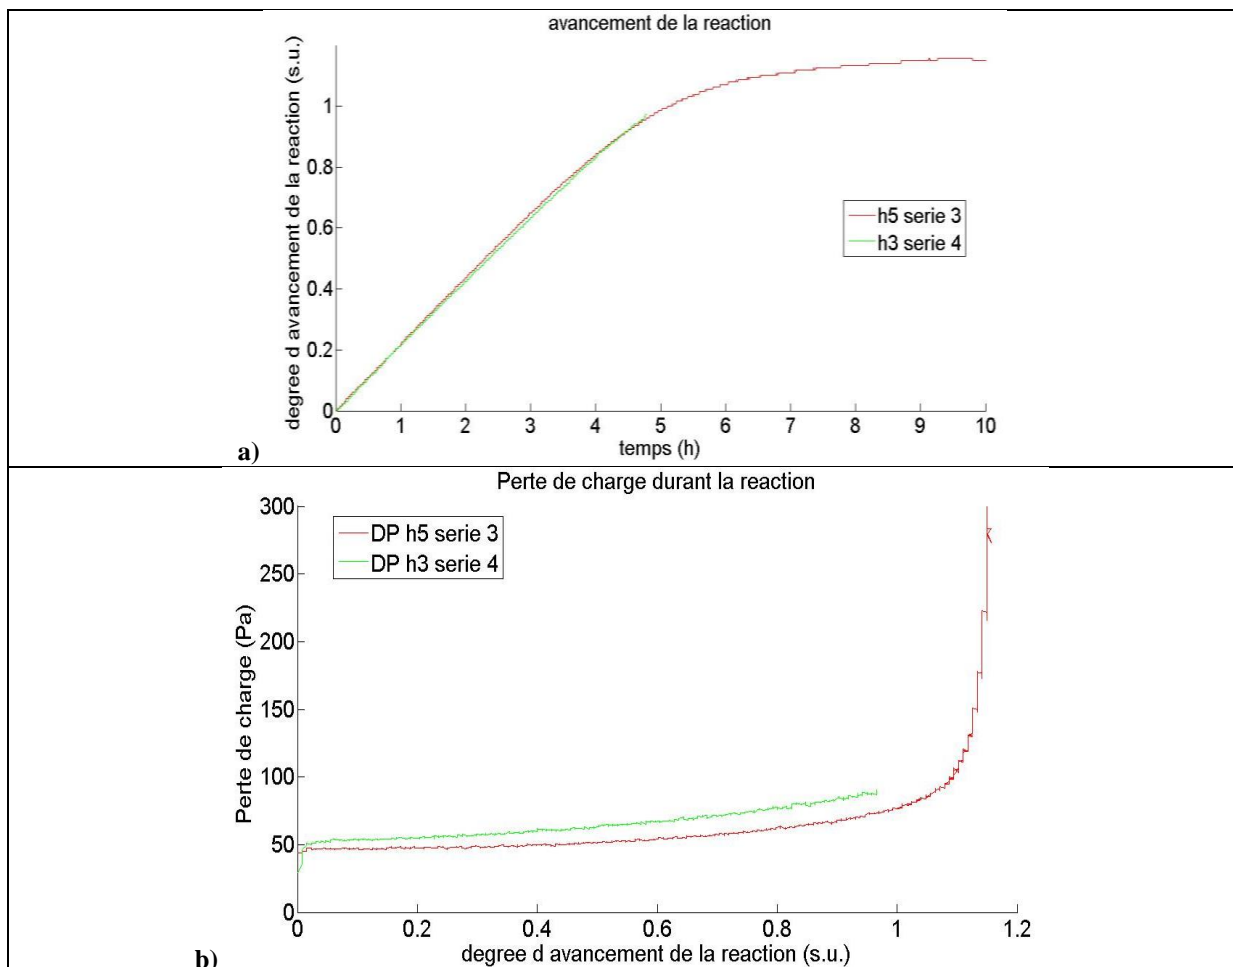 avancement de la reaction
degree d avancement de la reaction (s.u.)
1
0.8
0.6
0.4
0.2
0
h5 serie 3
h3 serie 4
0 1 2 3 4 5 6 7 8 9 10
temps (h)
a)
Perte de charge durant la reaction
Perte de charge (Pa)
300
250
200
150
100
50
0
DP h5 serie 3
DP h3 serie 4
0 0.2 0.4 0.6 0.8 1 1.2
degree d avancement de la reaction (s.u.)
b)